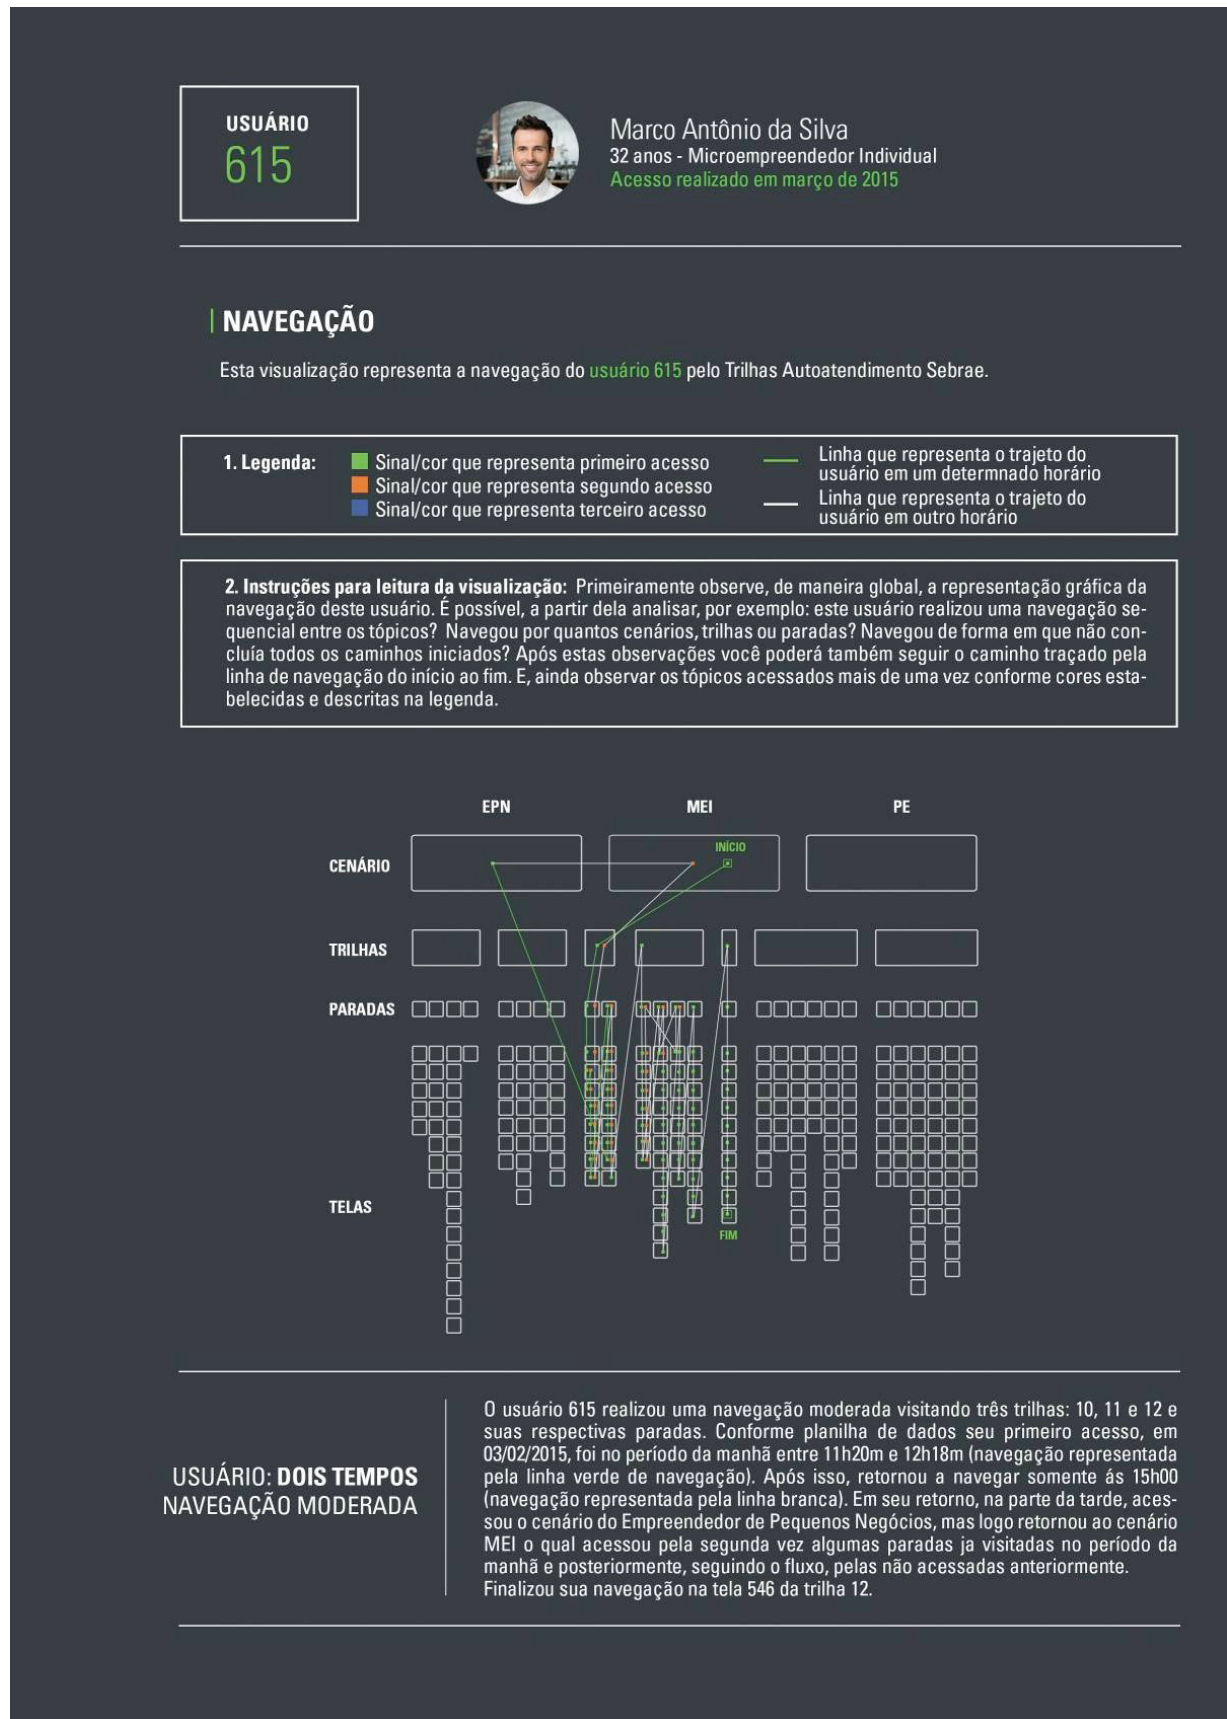 USUÁRIO
615
Marco Antônio da Silva
32 anos - Microempreendedor Individual
Acesso realizado em março de 2015
NAVEGAÇÃO
Esta visualização representa a navegação do usuário 615 pelo Trilhas Autoatendimento Sebrae.
1. Legenda:
Sinal/cor que representa primeiro acesso
Sinal/cor que representa segundo acesso
Sinal/cor que representa terceiro acesso
Linha que representa o trajeto do
usuário em um determnado horário
Linha que representa o trajeto do
usuário em outro horário
2. Instruções para leitura da visualização: Primeiramente observe, de maneira global, a representação gráfica da
navegação deste usuário. É possível, a partir dela analisar, por exemplo: este usuário realizou uma navegação se-
quencial entre os tópicos? Navegou por quantos cenários, trilhas ou paradas? Navegou de forma em que não con-
cluía todos os caminhos iniciados? Após estas observações você poderá também seguir o caminho traçado pela
linha de navegação do início ao fim. E, ainda observar os tópicos acessados mais de uma vez conforme cores esta-
belecidas e descritas na legenda.
EPN MEI PE
INÍCIO
CENÁRIO
TRILHAS
PARADAS
TELAS
FIM
USUÁRIO: DOIS TEMPOS
NAVEGAÇÃO MODERADA
O usuário 615 realizou uma navegação moderada visitando três trilhas: 10, 11 e 12 e
suas respectivas paradas. Conforme planilha de dados seu primeiro acesso, em
03/02/2015, foi no período da manhã entre 11h20m e 12h18m (navegação representada
pela linha verde de navegação). Após isso, retornou a navegar somente ás 15h00
(navegação representada pela linha branca). Em seu retorno, na parte da tarde, aces-
sou o cenário do Empreendedor de Pequenos Negócios, mas logo retornou ao cenário
MEI o qual acessou pela segunda vez algumas paradas ja visitadas no período da
manhã e posteriormente, seguindo o fluxo, pelas não acessadas anteriormente.
Finalizou sua navegação na tela 546 da trilha 12.